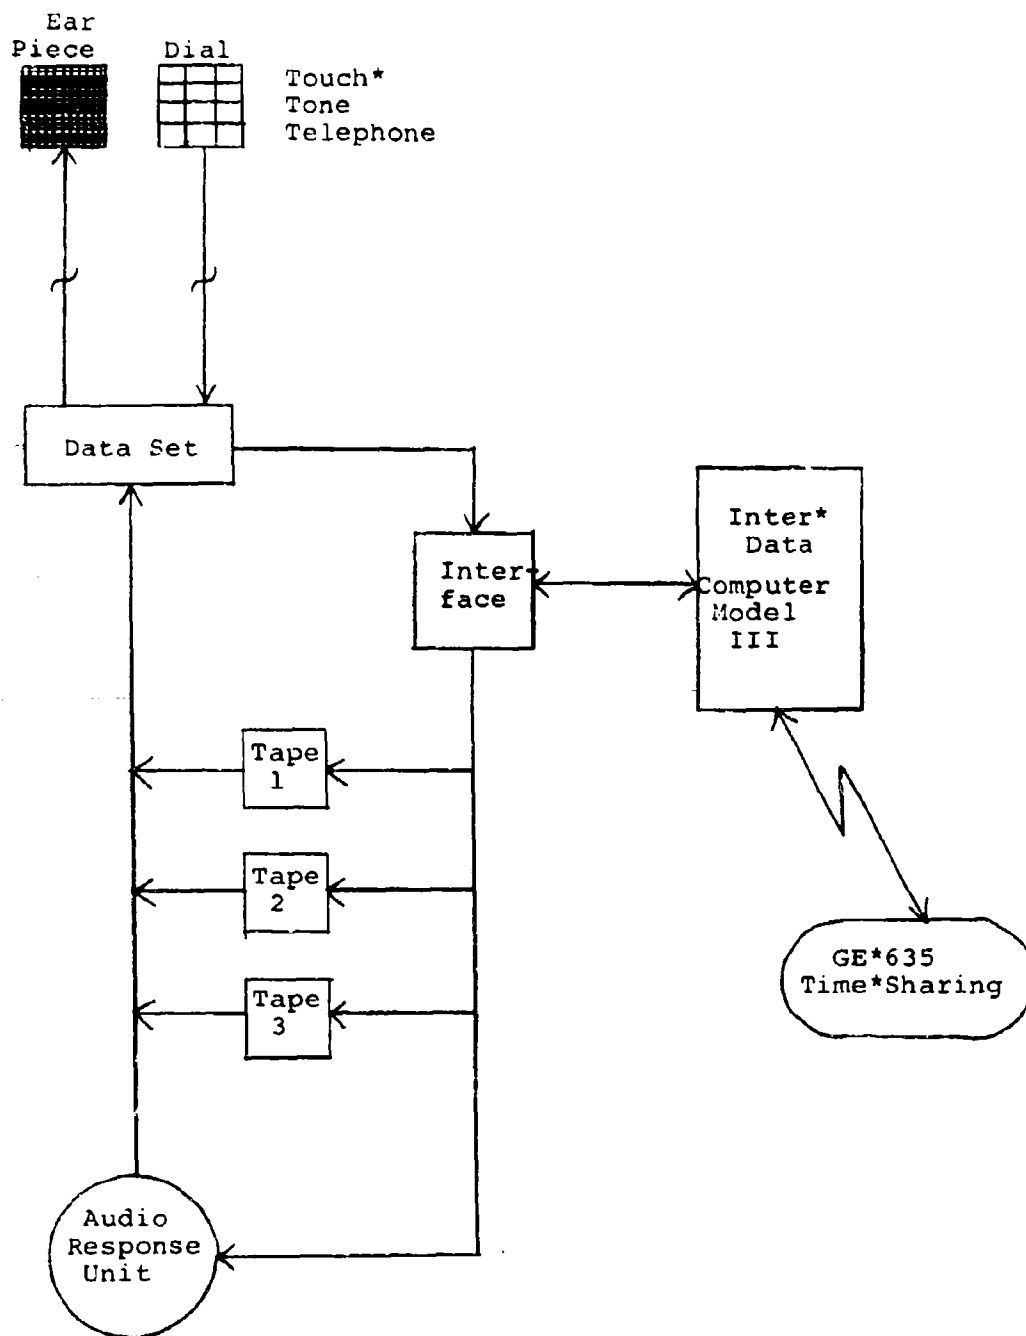 Ear
Piece
Dial
Touch*
Tone
Telephone
Data Set
Inter-
face
Inter*
Data
Computer
Model
III
Tape
1
Tape
2
Tape
3
GE*635
Time*Sharing
Audio
Response
Unit